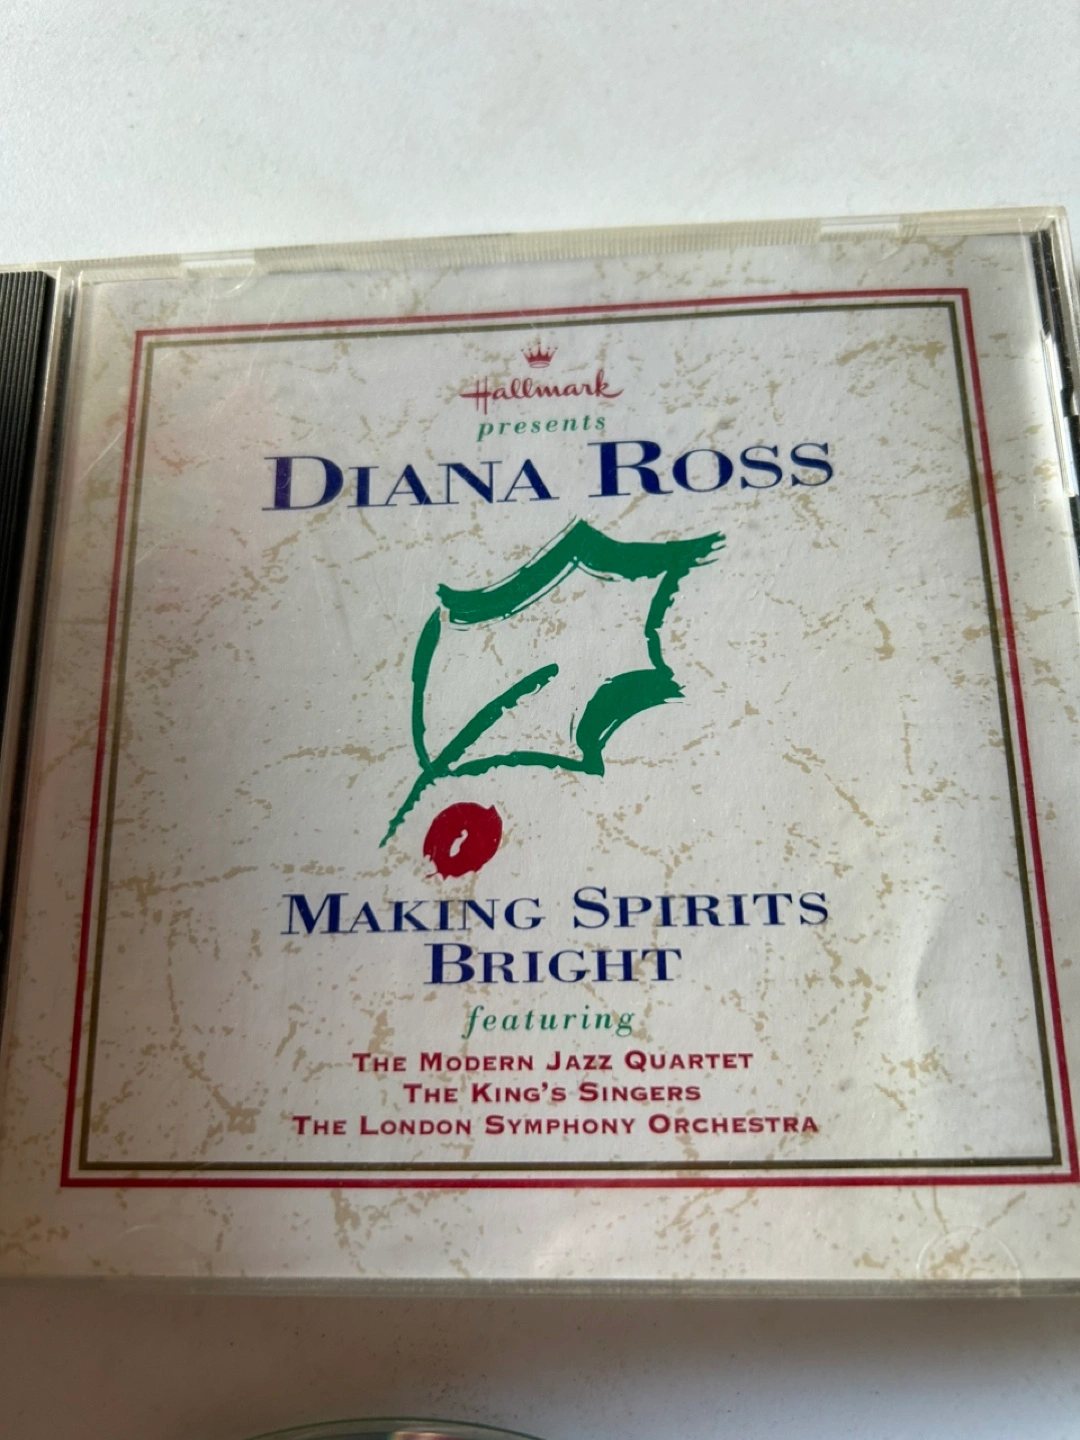 Hallmark
presents
DIANA ROSS
MAKING SPIRITS
BRIGHT
featuring
THE MODERN JAZZ QUARTET
THE KING'S SINGERS
THE LONDON SYMPHONY ORCHESTRA